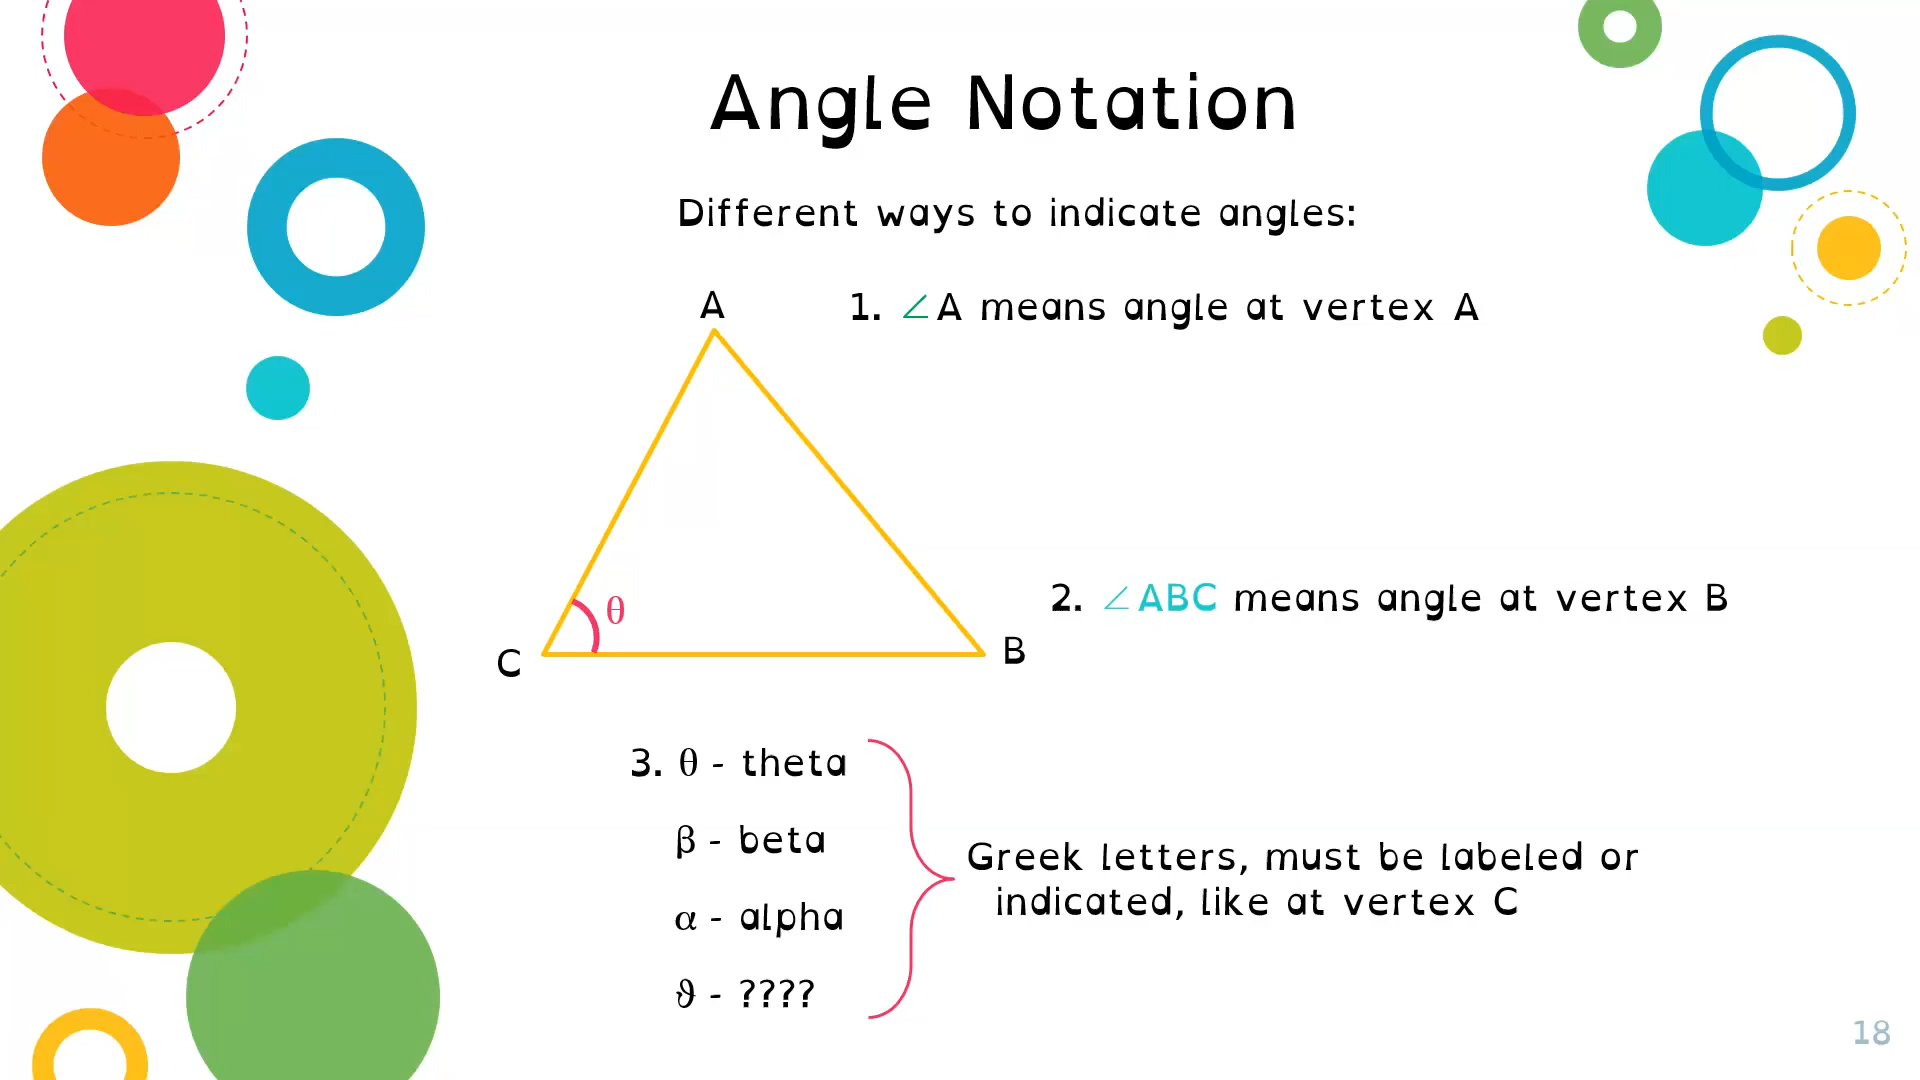 Angle Notation
Different ways to indicate angles:
A
1. ∠A means angle at vertex A
2. ∠ABC means angle at vertex B
θ
C
B
3. θ - theta
β - beta
α - alpha
ϑ - ????
Greek letters, must be labeled or
indicated, like at vertex C
18